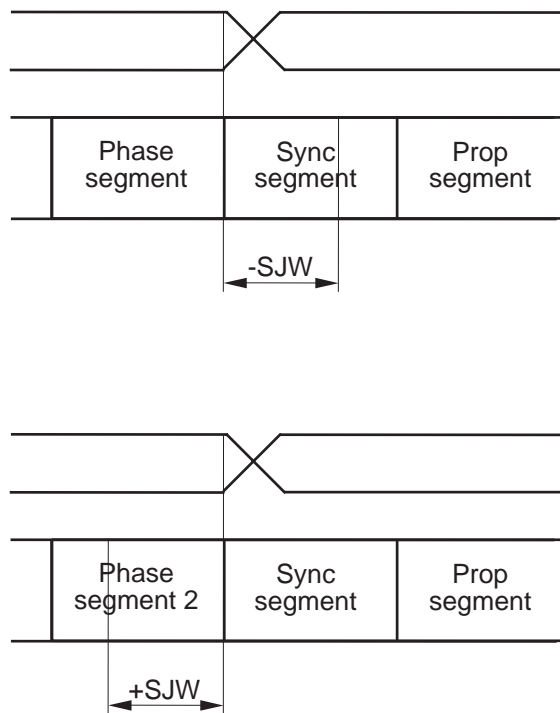 Phase
segment
Sync
segment
Prop
segment
-SJW
Phase
segment 2
Sync
segment
Prop
segment
+SJW